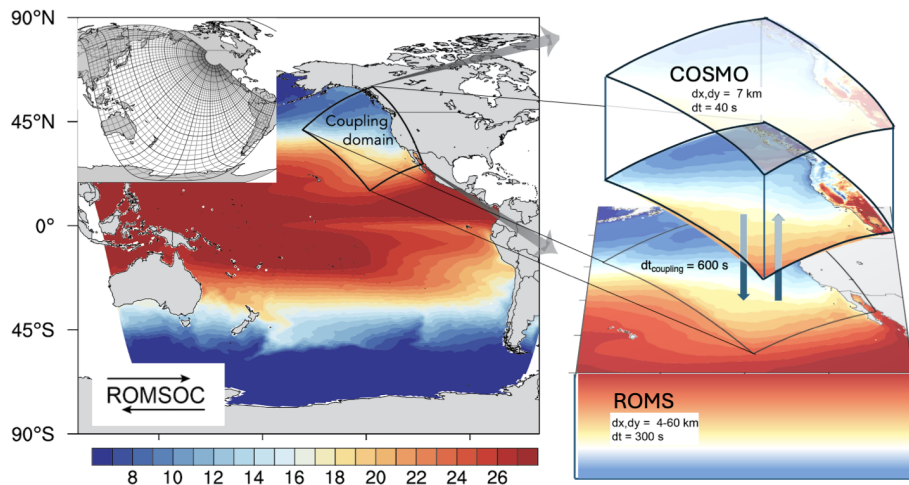 90°N
45°N
0°
45°S
90°S
Coupling
domain
ROMSOC
8 10 12 14 16 18 20 22 24 26
COSMO
dx,dy = 7 km
dt = 40 s
dtcoupling = 600 s
ROMS
dx,dy = 4-60 km
dt = 300 s